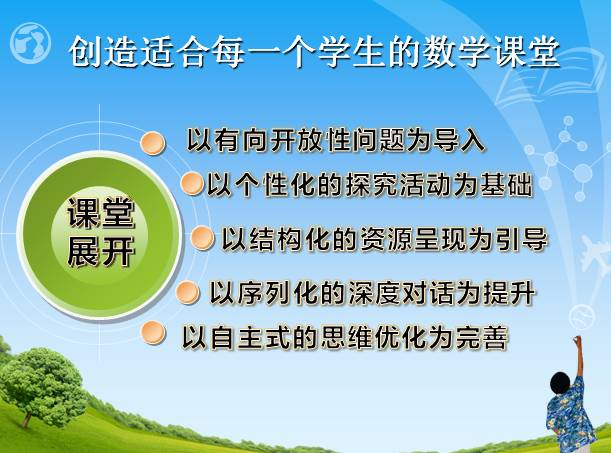 创造适合每一个学生的数学课堂
以有向开放性问题为导入
以个性化的探究活动为基础
课堂
展开
以结构化的资源呈现为引导
以序列化的深度对话为提升
以自主式的思维优化为完善